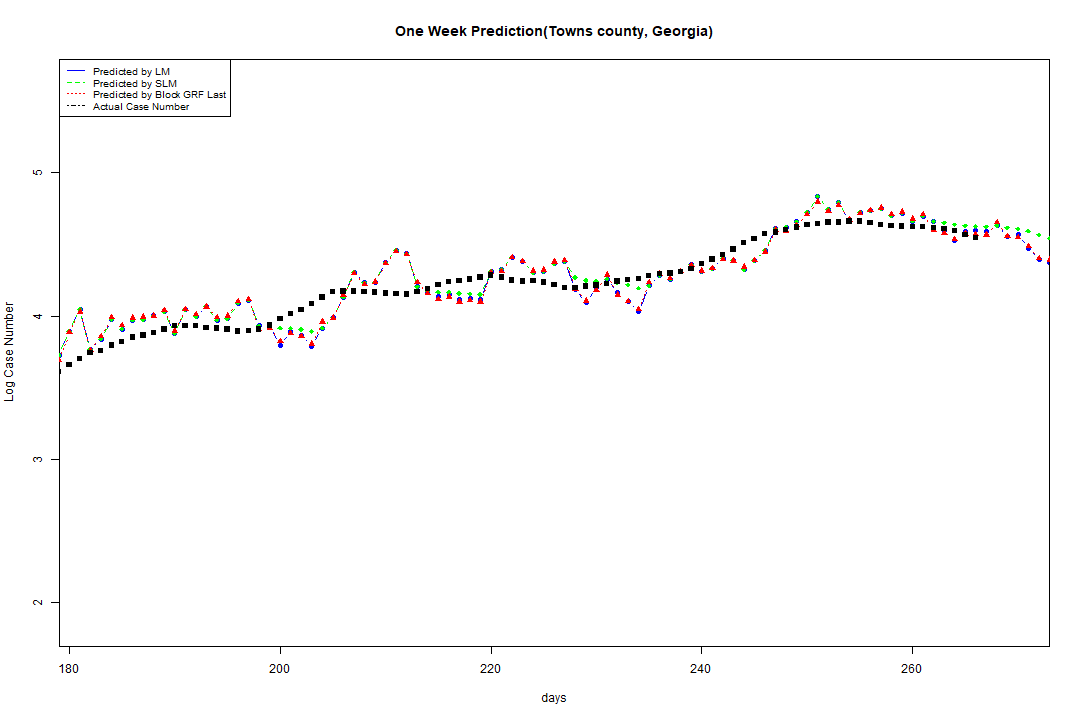 One Week Prediction(Towns county, Georgia)
Predicted by LM
Predicted by SLM
Predicted by Block GRF Last
Actual Case Number
5
4
3
2
Log Case Number
180 200 220 240 260
days